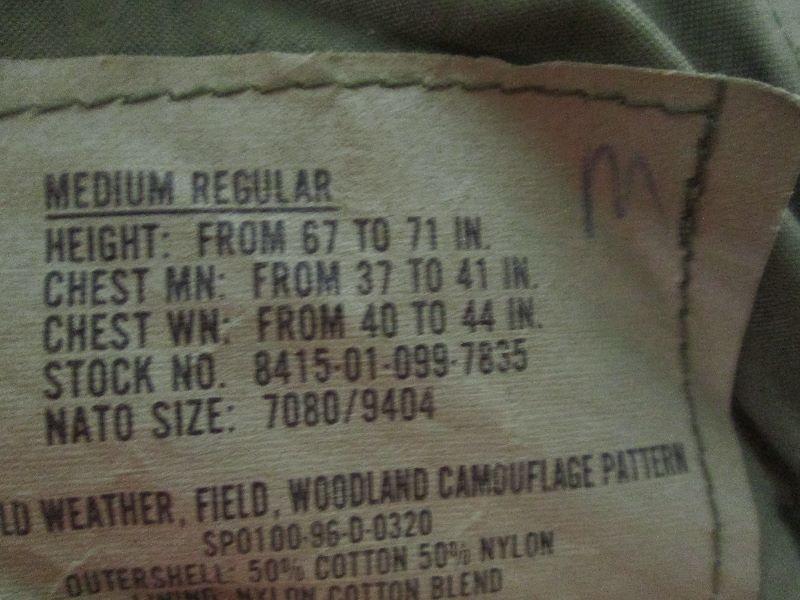 MEDIUM REGULAR
M
HEIGHT: FROM 67 TO 71 IN.
CHEST MN: FROM 37 TO 41 IN.
CHEST WN: FROM 40 TO 44 IN.
STOCK NO. 8415-01-099-7835
NATO SIZE: 7080/9404
LD WEATHER, FIELD, WOODLAND CAMOUFLAGE PATTERN
SPO100-96-D-0320
OUTERSHELL: 50% COTTON 50% NYLON
LINING: NYLON COTTON BLEND